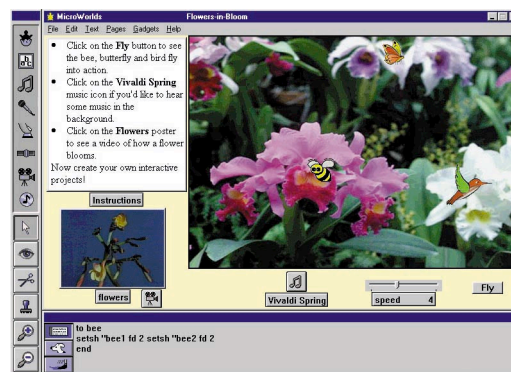 MicroWorlds Flowers-in-Bloom
File Edit Text Pages Gadgets Help
• Click on the Fly button to see
the bee, butterfly and bird fly
into action.
• Click on the Vivaldi Spring
music icon if you'd like to hear
some music in the
background.
• Click on the Flowers poster
to see a video of how a flower
blooms.
Now create your own interactive
projects!
Instructions
flowers
Vivaldi Spring
speed 4
Fly
to bee
setsh "bee1 fd 2 setsh "bee2 fd 2
end